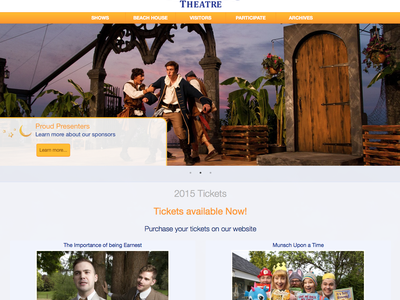 THEATRE
SHOWS BEACH HOUSE VISITORS PARTICIPATE ARCHIVES
Proud Presenters
Learn more about our sponsors
Learn more...
2015 Tickets
Tickets available Now!
Purchase your tickets on our website
The Importance of being Earnest
Munsch Upon a Time